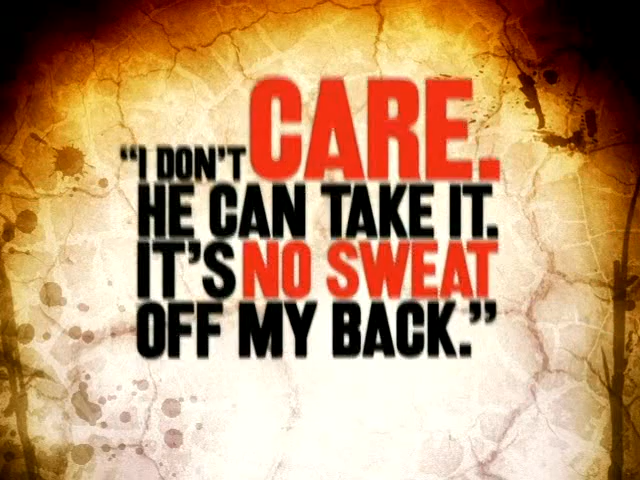 “I DON'T CARE.
HE CAN TAKE IT.
IT'S NO SWEAT
OFF MY BACK.”